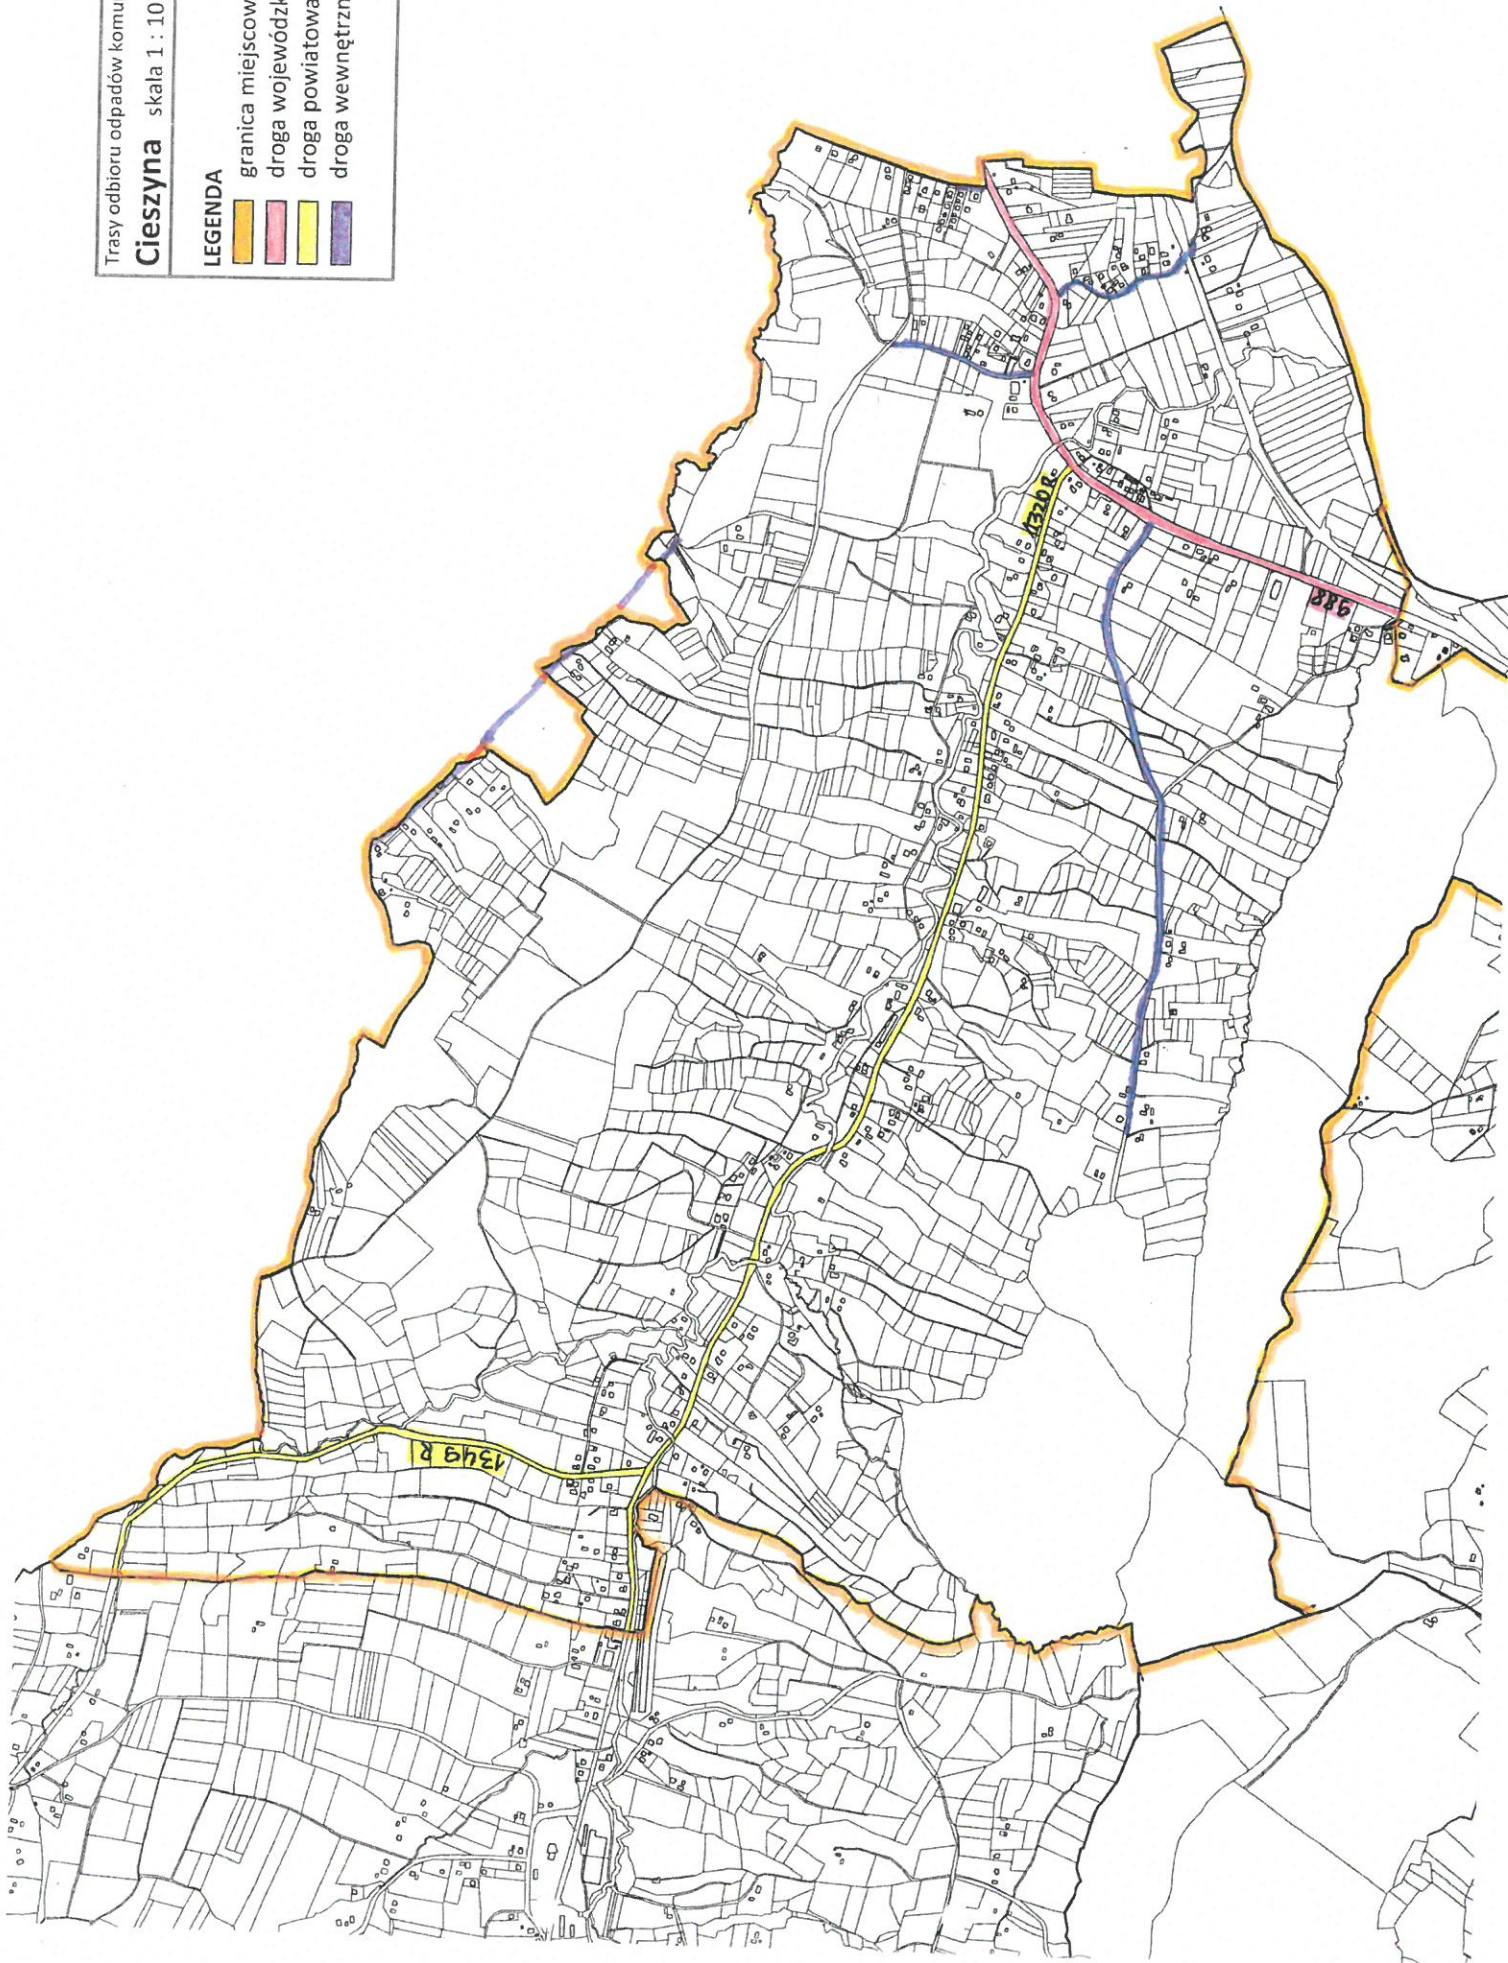 Trasy odbioru odpadów komu
Cieszyna skala 1 : 10
LEGENDA
granica miejscow
droga wojewódzk
droga powiatowa
droga wewnętrzn
1320R
988
1349 R